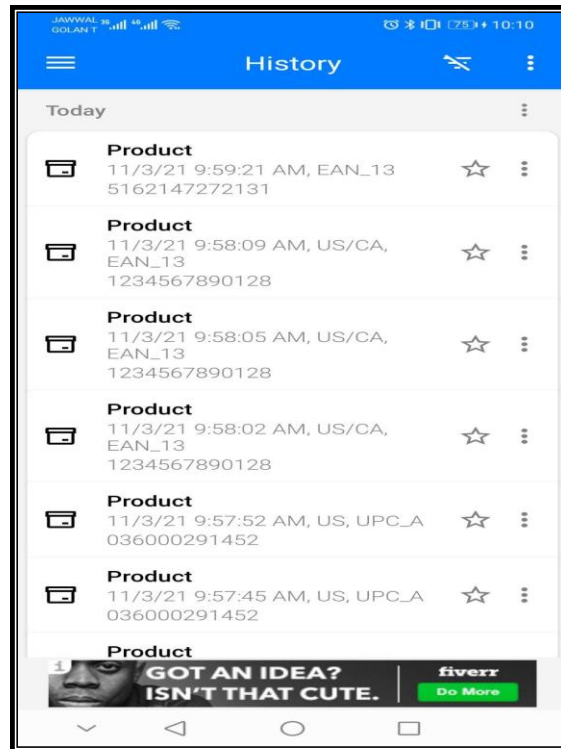 JAWWAL 3G 4G
GOLAN T
75 10:10
History
Today
Product
11/3/21 9:59:21 AM, EAN_13
5162147272131
Product
11/3/21 9:58:09 AM, US/CA,
EAN_13
1234567890128
Product
11/3/21 9:58:05 AM, US/CA,
EAN_13
1234567890128
Product
11/3/21 9:58:02 AM, US/CA,
EAN_13
1234567890128
Product
11/3/21 9:57:52 AM, US, UPC_A
036000291452
Product
11/3/21 9:57:45 AM, US, UPC_A
036000291452
Product
i
GOT AN IDEA?
ISN'T THAT CUTE.
fiverr
Do More